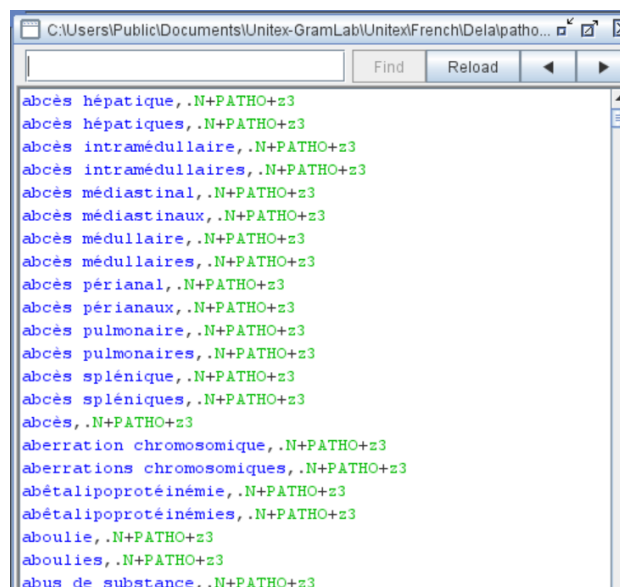 C:\Users\Public\Documents\Unitex-GramLab\Unitex\French\Dela\patho...
Find Reload
abcès hépatique,.N+PATHO+z3
abcès hépatiques,.N+PATHO+z3
abcès intramédullaire,.N+PATHO+z3
abcès intramédullaires,.N+PATHO+z3
abcès médiastinal,.N+PATHO+z3
abcès médiastinaux,.N+PATHO+z3
abcès médullaire,.N+PATHO+z3
abcès médullaires,.N+PATHO+z3
abcès périanal,.N+PATHO+z3
abcès périanaux,.N+PATHO+z3
abcès pulmonaire,.N+PATHO+z3
abcès pulmonaires,.N+PATHO+z3
abcès splénique,.N+PATHO+z3
abcès spléniques,.N+PATHO+z3
abcès,.N+PATHO+z3
aberration chromosomique,.N+PATHO+z3
aberrations chromosomiques,.N+PATHO+z3
abêtalipoprotéinémie,.N+PATHO+z3
abêtalipoprotéinémies,.N+PATHO+z3
aboulie,.N+PATHO+z3
aboulies,.N+PATHO+z3
abus de substance,.N+PATHO+z3